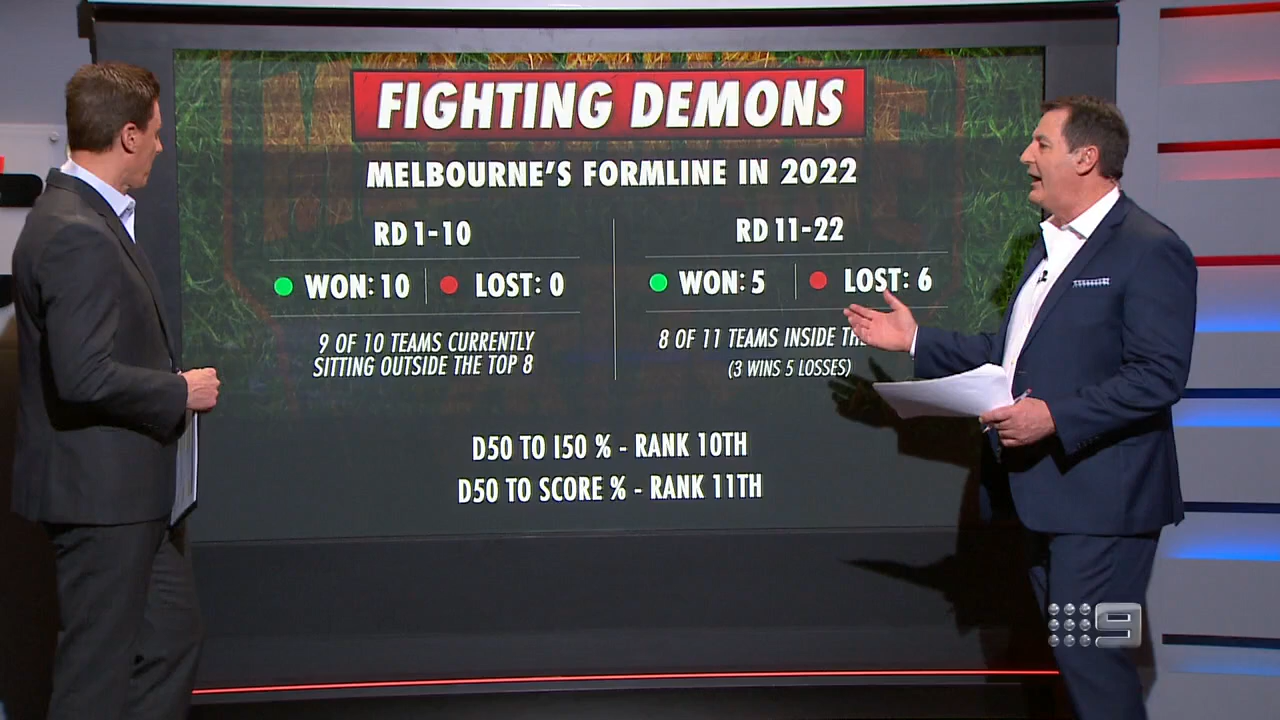 FIGHTING DEMONS
MELBOURNE'S FORMLINE IN 2022
RD 1-10
WON: 10
LOST: 0
9 OF 10 TEAMS CURRENTLY
SITTING OUTSIDE THE TOP 8
RD 11-22
WON: 5
LOST: 6
8 OF 11 TEAMS INSIDE
(3 WINS 5 LOSSES)
D50 TO I50 % - RANK 10TH
D50 TO SCORE % - RANK 11TH
9